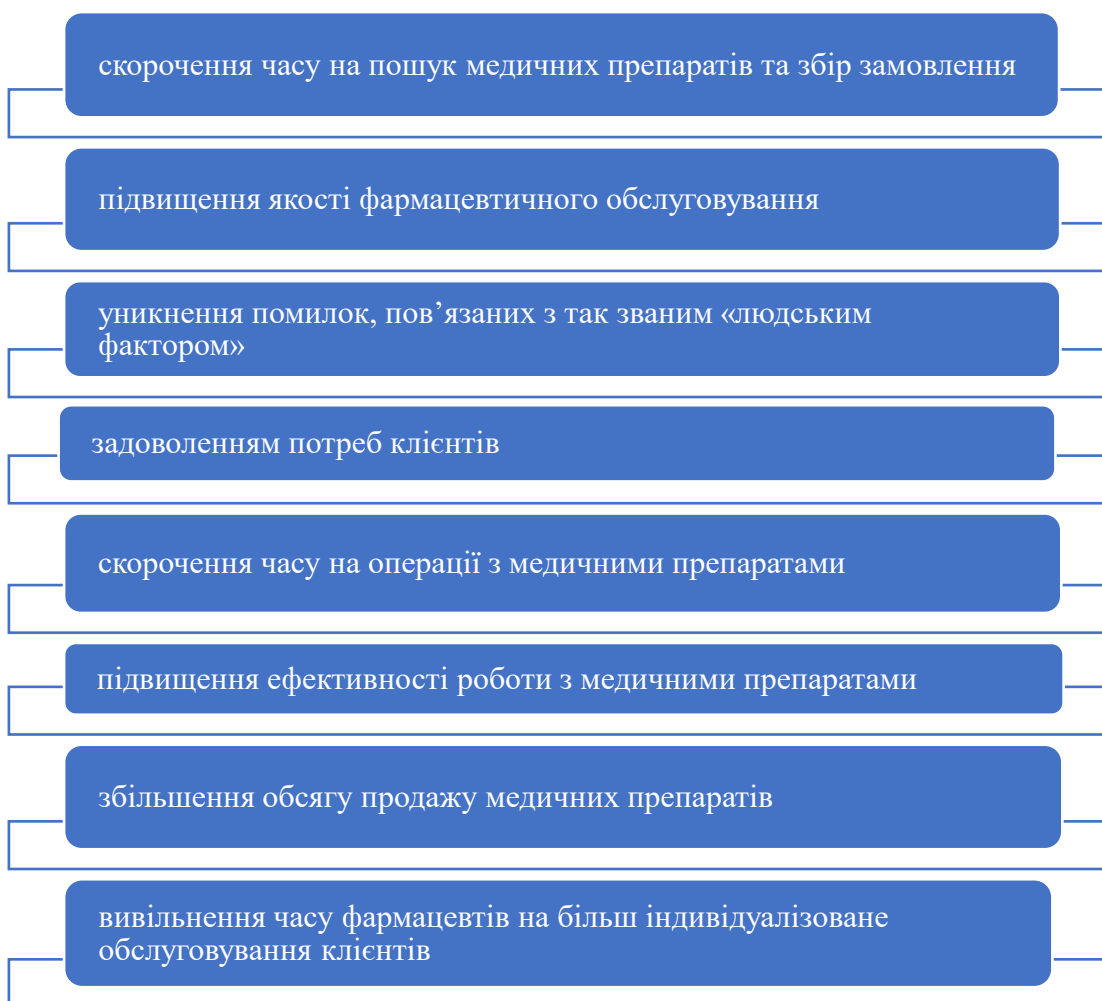 скорочення часу на пошук медичних препаратів та збір замовлення
підвищення якості фармацевтичного обслуговування
уникнення помилок, пов’язаних з так званим «людським
фактором»
задоволенням потреб клієнтів
скорочення часу на операції з медичними препаратами
підвищення ефективності роботи з медичними препаратами
збільшення обсягу продажу медичних препаратів
вивільнення часу фармацевтів на більш індивідуалізоване
обслуговування клієнтів